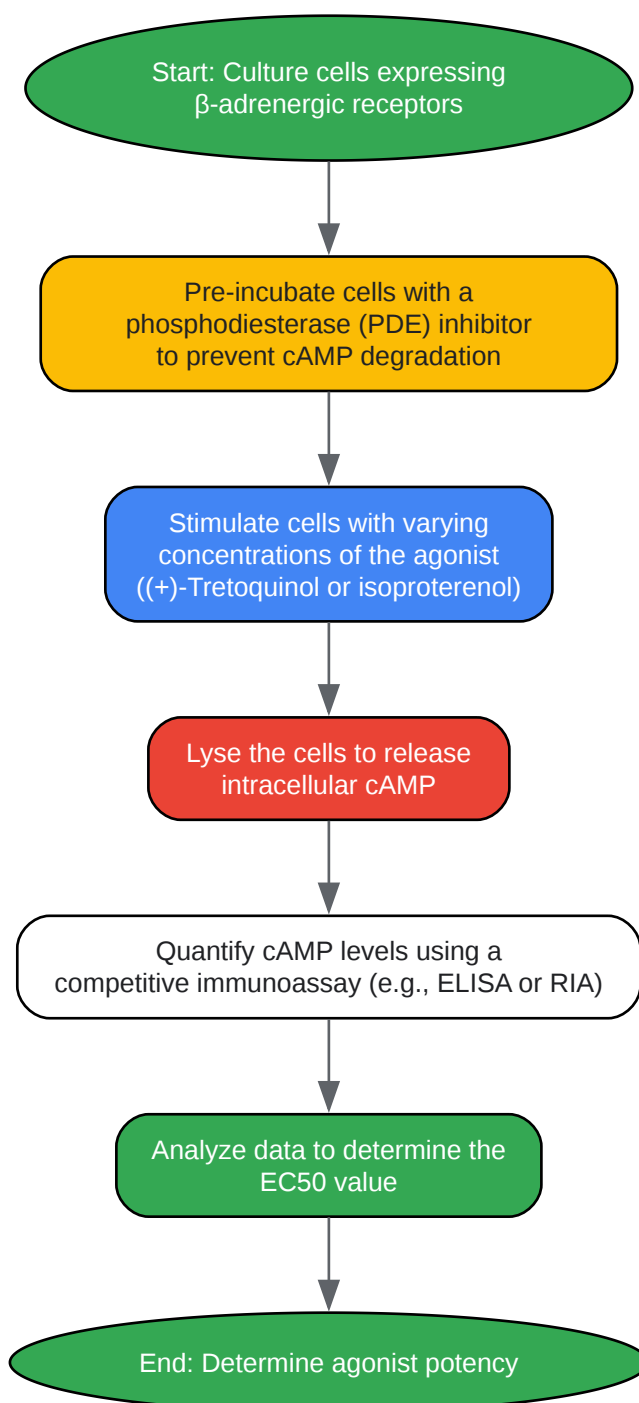 Start: Culture cells expressing
β-adrenergic receptors
Pre-incubate cells with a
phosphodiesterase (PDE) inhibitor
to prevent cAMP degradation
Stimulate cells with varying
concentrations of the agonist
((+)-Tretoquinol or isoproterenol)
Lyse the cells to release
intracellular cAMP
Quantify cAMP levels using a
competitive immunoassay (e.g., ELISA or RIA)
Analyze data to determine the
EC50 value
End: Determine agonist potency